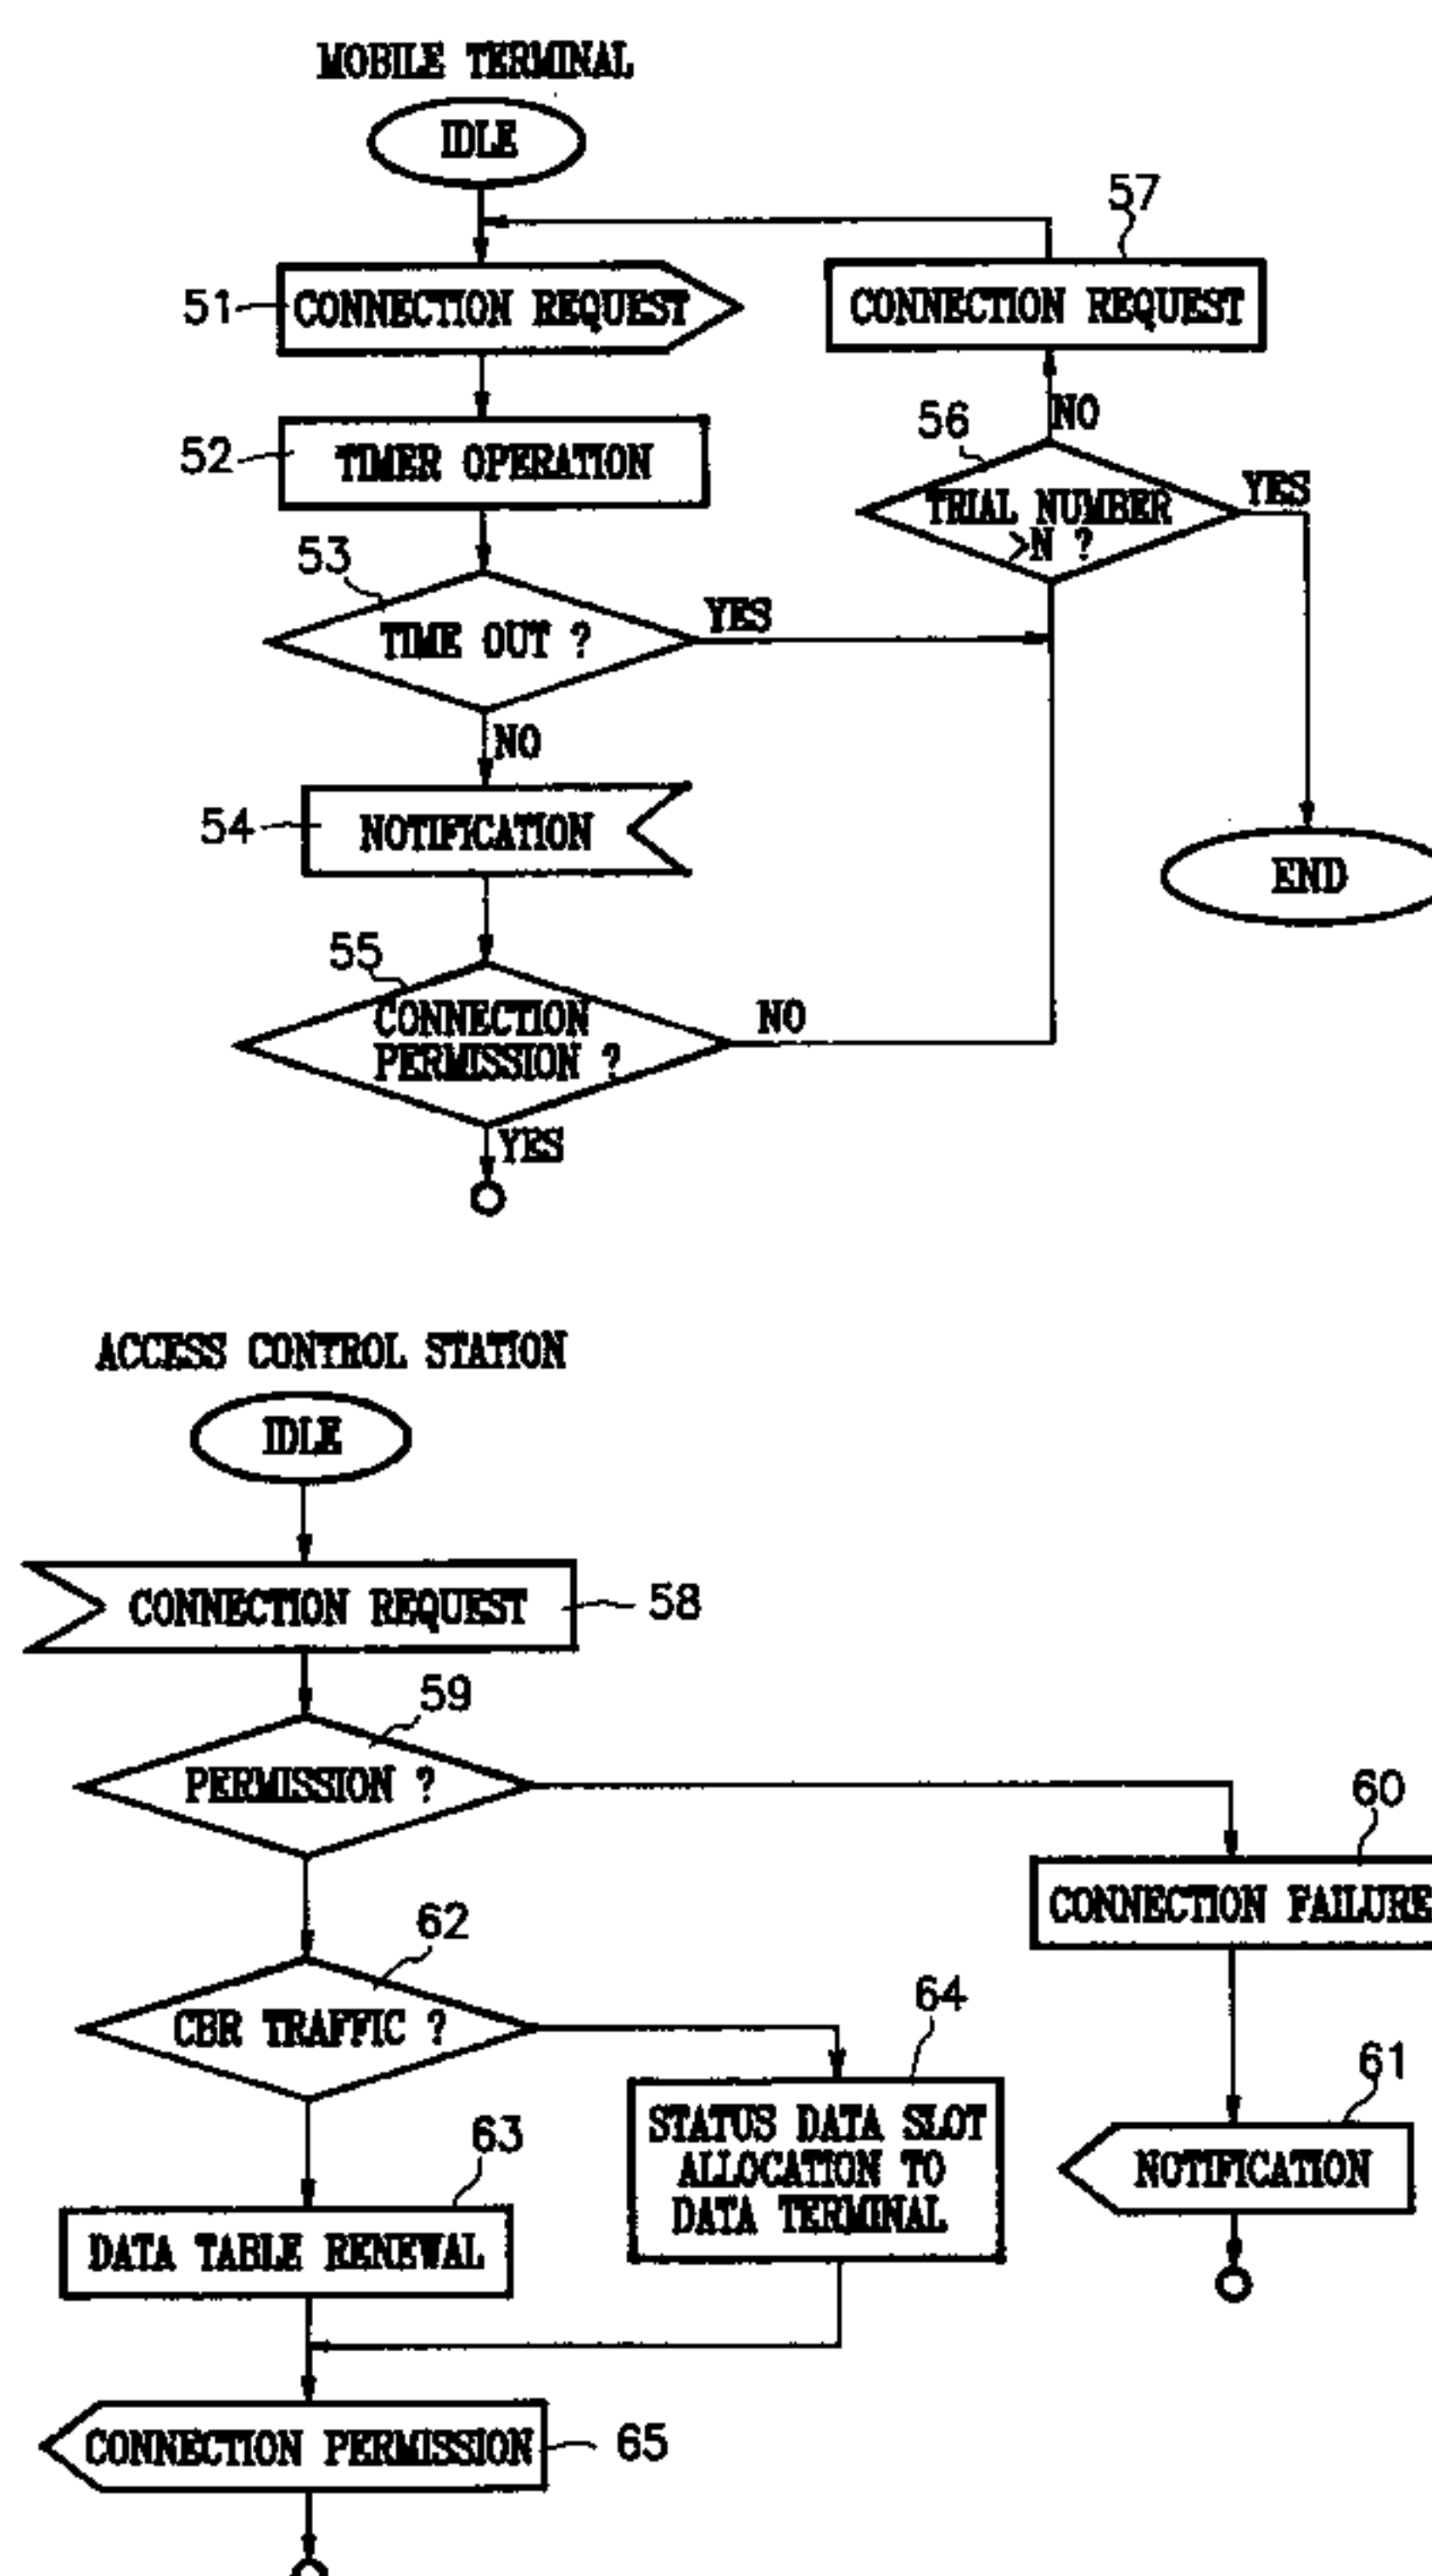 MOBILE TERMINAL
IDLE
57
51
CONNECTION REQUEST
CONNECTION REQUEST
NO
56
52
TIMER OPERATION
YES
TRIAL NUMBER
>N ?
53
TIME OUT ?
YES
NO
54
NOTIFICATION
END
55
CONNECTION
PERMISSION ?
NO
YES
ACCESS CONTROL STATION
IDLE
CONNECTION REQUEST
58
59
PERMISSION ?
60
CONNECTION FAILURE
62
CBR TRAFFIC ?
64
61
STATUS DATA SLOT
ALLOCATION TO
DATA TERMINAL
NOTIFICATION
63
DATA TABLE RENEWAL
CONNECTION PERMISSION
65